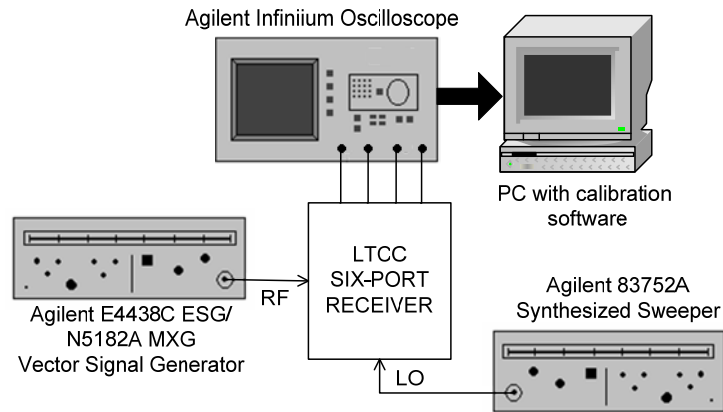 Agilent Infiniium Oscilloscope
PC with calibration
software
LTCC
SIX-PORT
RECEIVER
RF
Agilent E4438C ESG/
N5182A MXG
Vector Signal Generator
Agilent 83752A
Synthesized Sweeper
LO